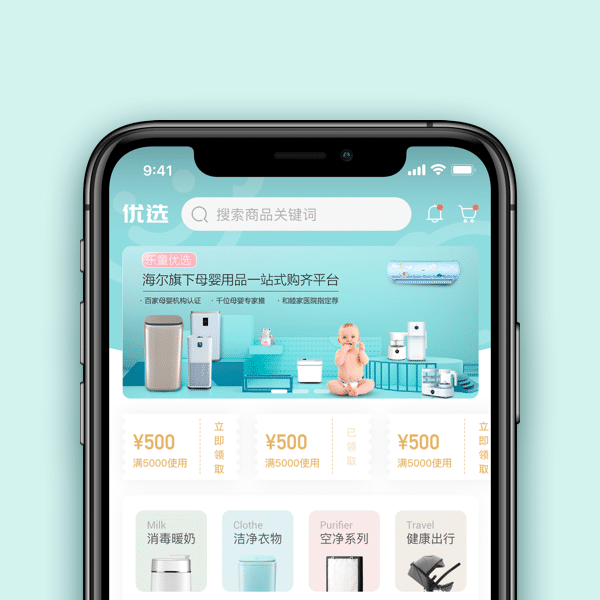 9:41
优选
搜索商品关键词
乐童优选
海尔旗下母婴用品一站式购齐平台
· 百家母婴机构认证 · 千位母婴专家推 · 和睦家医院指定荐
¥500
满5000使用
立即领取
¥500
满5000使用
已领取
¥500
满5000使用
立即领取
Milk
消毒暖奶
Clothe
洁净衣物
Purifier
空净系列
Travel
健康出行